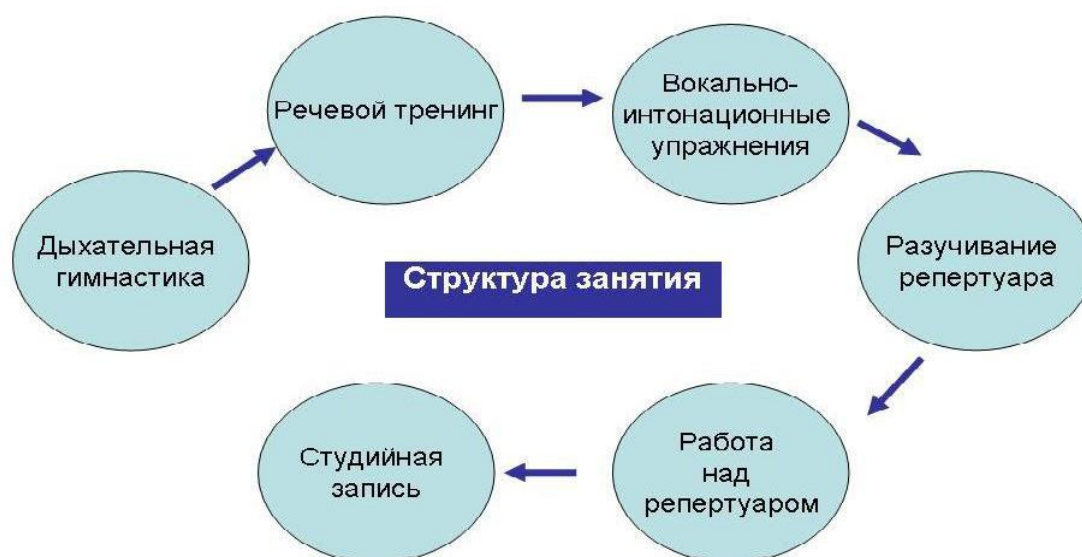 Дыхательная
гимнастика
Речевой тренинг
Вокально-
интонационные
упражнения
Разучивание
репертуара
Работа
над
репертуаром
Студийная
запись
Структура занятия